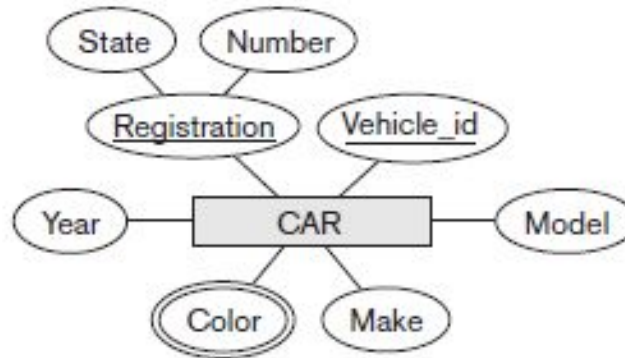 State
Number
Registration
Vehicle_id
Year
CAR
Model
Color
Make